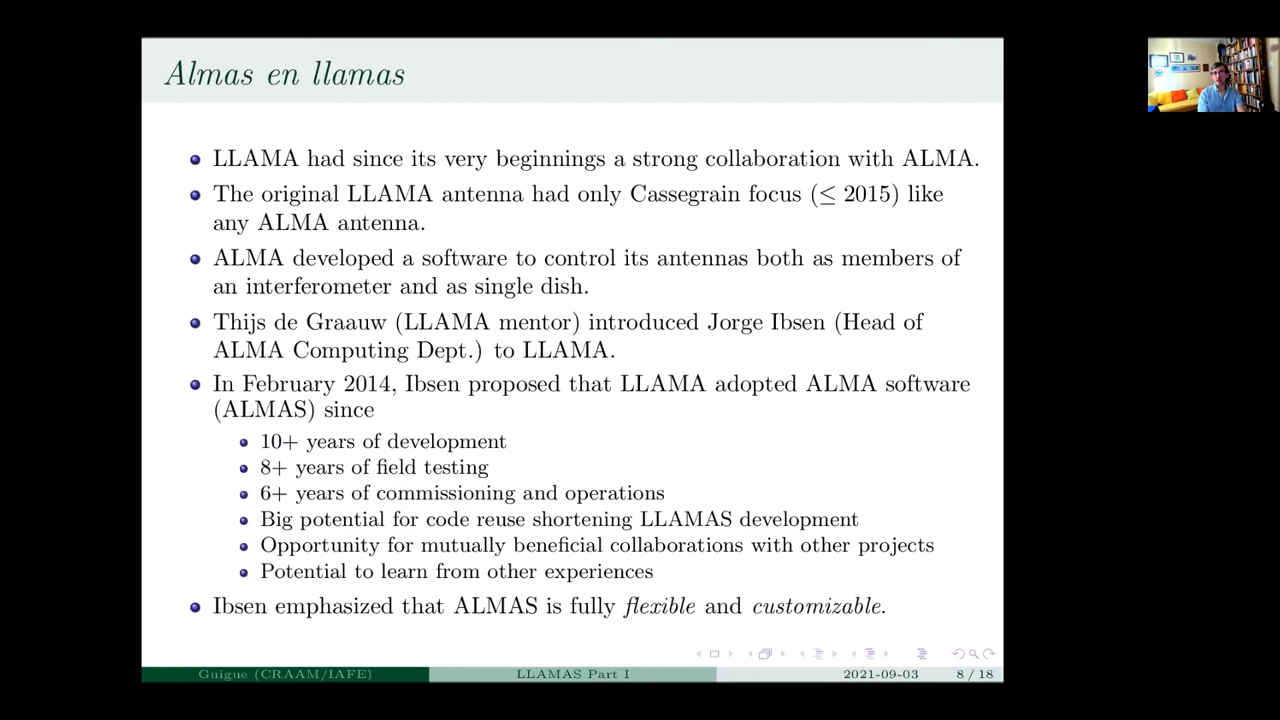 Almas en llamas
LLAMA had since its very beginnings a strong collaboration with ALMA.
The original LLAMA antenna had only Cassegrain focus (≤ 2015) like
any ALMA antenna.
ALMA developed a software to control its antennas both as members of
an interferometer and as single dish.
Thijs de Graauw (LLAMA mentor) introduced Jorge Ibsen (Head of
ALMA Computing Dept.) to LLAMA.
In February 2014, Ibsen proposed that LLAMA adopted ALMA software
(ALMAS) since
10+ years of development
8+ years of field testing
6+ years of commissioning and operations
Big potential for code reuse shortening LLAMAS development
Opportunity for mutually beneficial collaborations with other projects
Potential to learn from other experiences
Ibsen emphasized that ALMAS is fully flexible and customizable.
Guigue (CRAAM/IAFE) LLAMAS Part I 2021-09-03 8 / 18